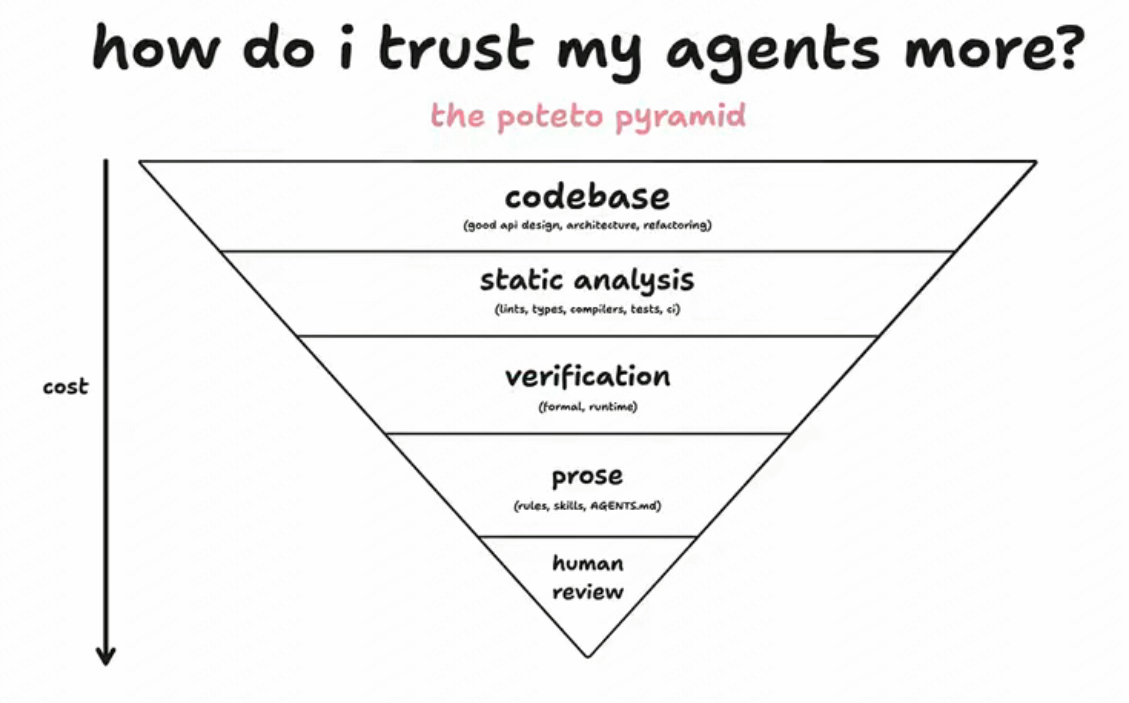 how do i trust my agents more?
the poteto pyramid
codebase
(good api design, architecture, refactoring)
static analysis
(lints, types, compilers, tests, ci)
verification
(formal, runtime)
cost
prose
(rules, skills, AGENTS.md)
human
review